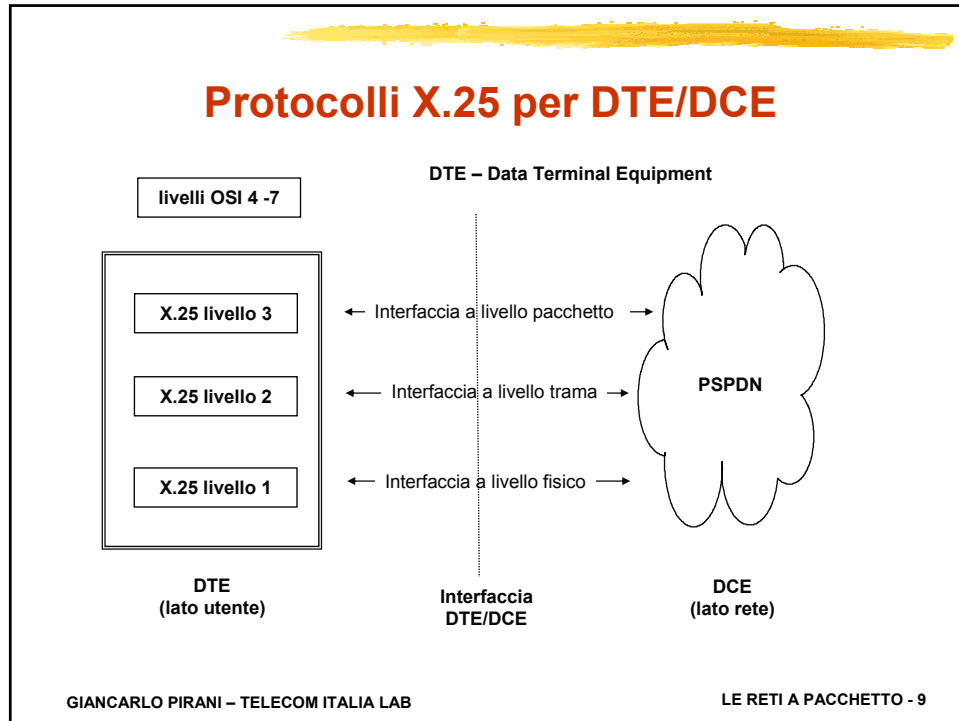 Protocolli X.25 per DTE/DCE
DTE – Data Terminal Equipment
livelli OSI 4 -7
X.25 livello 3
Interfaccia a livello pacchetto
X.25 livello 2
Interfaccia a livello trama
PSPDN
X.25 livello 1
Interfaccia a livello fisico
DTE
(lato utente)
Interfaccia
DTE/DCE
DCE
(lato rete)
GIANCARLO PIRANI – TELECOM ITALIA LAB
LE RETI A PACCHETTO - 9